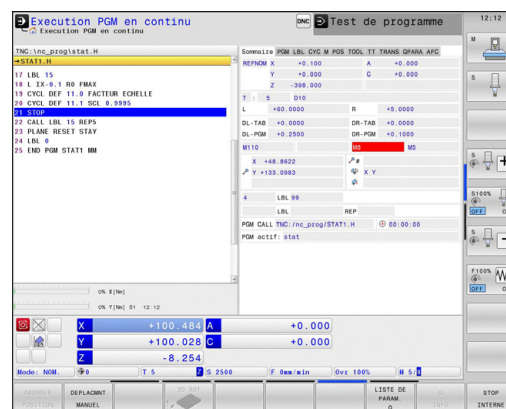 Execution PGM en continu
Execution PGM en continu
DNC
Test de programme
12:12
TNC:\nc_prog\stat.H
→STAT1.H
17 LBL 15
18 L IX-0.1 R0 FMAX
19 CYCL DEF 11.0 FACTEUR ECHELLE
20 CYCL DEF 11.1 SCL 0.9995
21 STOP
22 CALL LBL 15 REP5
23 PLANE RESET STAY
24 LBL 0
25 END PGM STAT1 MM
0% X[Nm]
0% Y[Nm] S1 12:12
Sommaire PGM LBL CYC M POS TOOL TT TRANS QPARA AFC
REFNOM X +0.100 A +0.000
Y +0.000 C +0.000
Z -398.000
T : 5 D10
L +60.0000 R +5.0000
DL-TAB +0.0000 DR-TAB +0.0000
DL-PGM +0.2500 DR-PGM +0.1000
M110
X +48.8622
Y +133.0983 X Y
4 LBL 99
LBL REP
PGM CALL TNC:/nc_prog/STAT1.H 00:00:00
PGM actif: stat
X +100.484 A +0.000
Y +100.028 C +0.000
Z -8.254
Mode: NOM. 0 T 5 Z S 2500 F 0mm/min Ovr 100% M 5/
M
S
S
S100%
OFF
S
F100%
OFF
DEPLACMNT
MANUEL
3D ROT
LISTE DE
PARAM.
Q
INFO
STOP
INTERNE